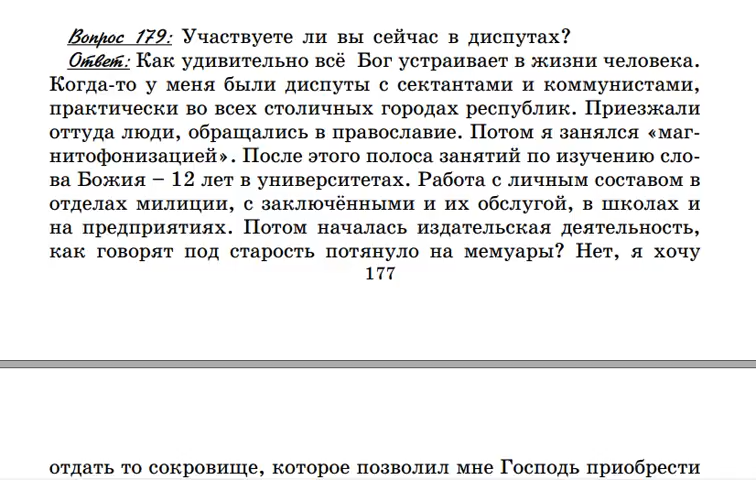 Вопрос 179: Участвуете ли вы сейчас в диспутах?
Ответ: Как удивительно всё Бог устраивает в жизни человека.
Когда-то у меня были диспуты с сектантами и коммунистами,
практически во всех столичных городах республик. Приезжали
оттуда люди, обращались в православие. Потом я занялся «маг-
нитофонизацией». После этого полоса занятий по изучению сло-
ва Божия – 12 лет в университетах. Работа с личным составом в
отделах милиции, с заключёнными и их обслугой, в школах и
на предприятиях. Потом началась издательская деятельность,
как говорят под старость потянуло на мемуары? Нет, я хочу
177
отдать то сокровище, которое позволил мне Господь приобрести